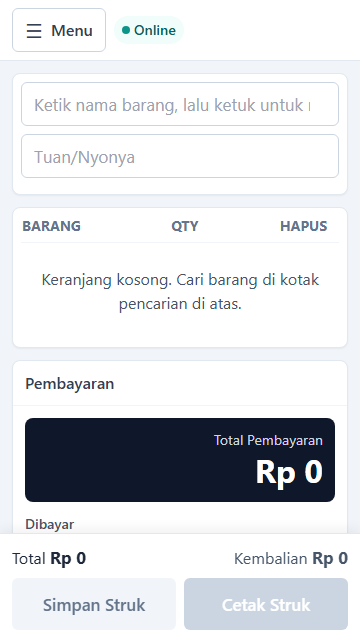 Menu
Online
Ketik nama barang, lalu ketuk untuk
Tuan/Nyonya
BARANG QTY HAPUS
Keranjang kosong. Cari barang di kotak
pencarian di atas.
Pembayaran
Total Pembayaran
Rp 0
Dibayar
Total Rp 0 Kembalian Rp 0
Simpan Struk Cetak Struk